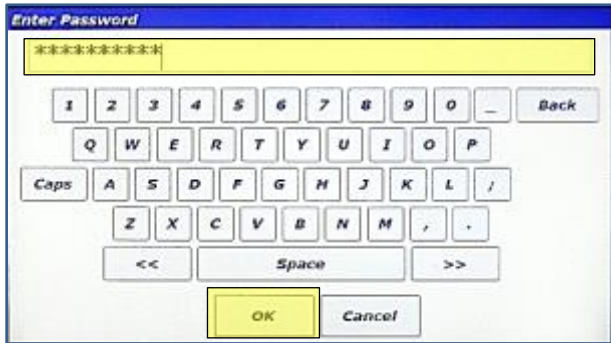 Enter Password
**********
1 2 3 4 5 6 7 8 9 0 _ Back
Q W E R T Y U I O P
Caps A S D F G H J K L /
Z X C V B N M , .
<< Space >>
OK Cancel